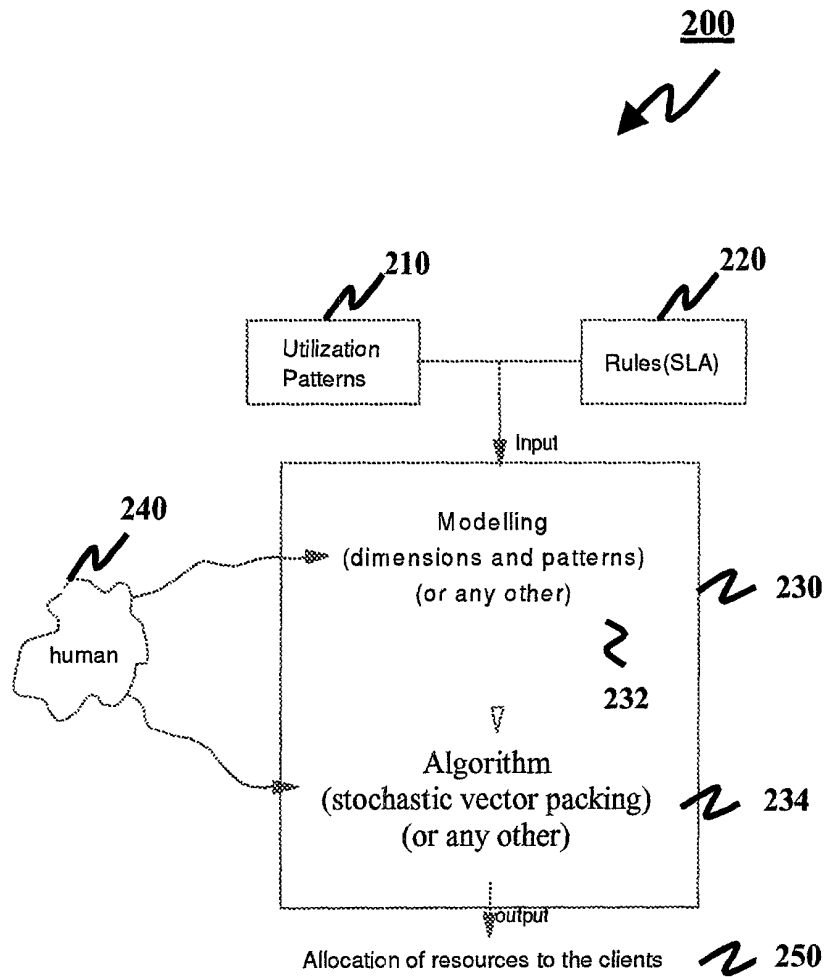 200
210
220
Utilization
Patterns
Rules(SLA)
Input
240
Modelling
(dimensions and patterns)
(or any other)
230
human
232
Algorithm
(stochastic vector packing)
(or any other)
234
output
Allocation of resources to the clients
250